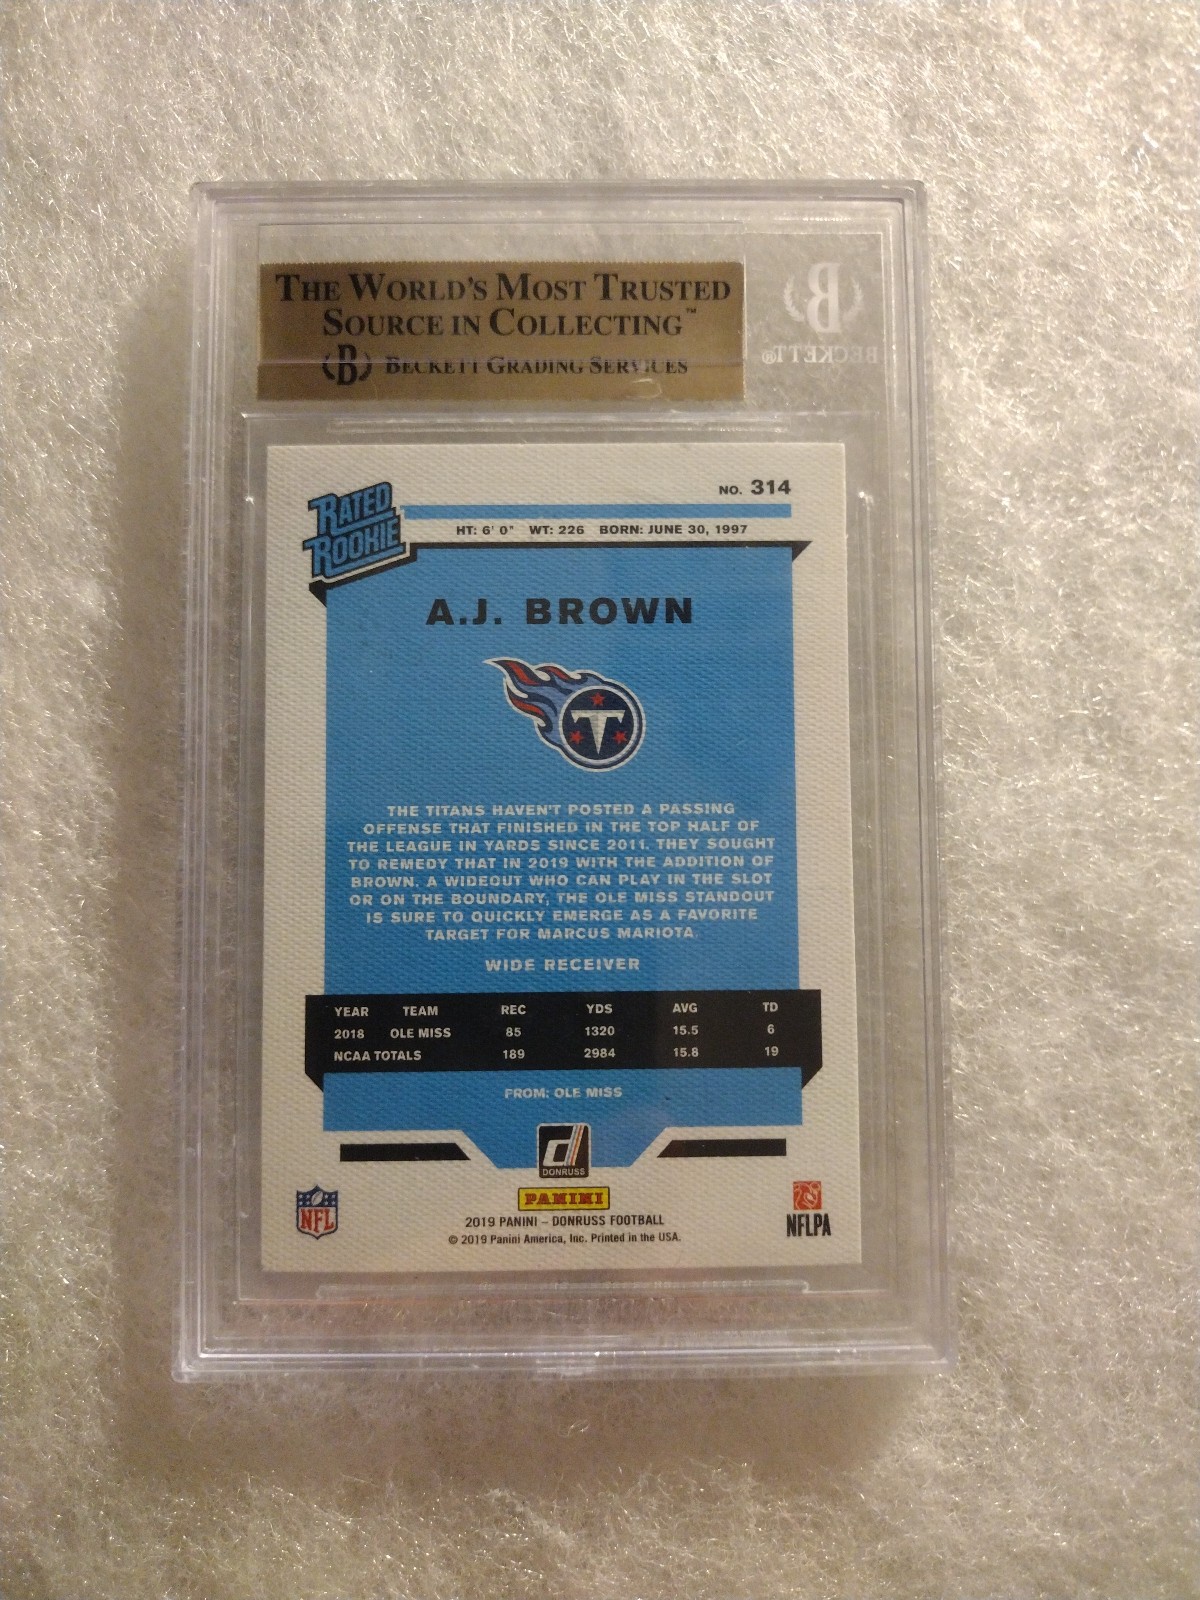 THE WORLD'S MOST TRUSTED
SOURCE IN COLLECTING™
B BECKETT GRADING SERVICES
B
BECKETT®
RATED
ROOKIE
NO. 314
HT: 6' 0" WT: 226 BORN: JUNE 30, 1997
A.J. BROWN
T
THE TITANS HAVEN'T POSTED A PASSING
OFFENSE THAT FINISHED IN THE TOP HALF OF
THE LEAGUE IN YARDS SINCE 2011. THEY SOUGHT
TO REMEDY THAT IN 2019 WITH THE ADDITION OF
BROWN. A WIDEOUT WHO CAN PLAY IN THE SLOT
OR ON THE BOUNDARY, THE OLE MISS STANDOUT
IS SURE TO QUICKLY EMERGE AS A FAVORITE
TARGET FOR MARCUS MARIOTA.
WIDE RECEIVER
YEAR TEAM REC YDS AVG TD
2018 OLE MISS 85 1320 15.5 6
NCAA TOTALS 189 2984 15.8 19
FROM: OLE MISS
d
DONRUSS
PANINI
NFL
2019 PANINI – DONRUSS FOOTBALL
© 2019 Panini America, Inc. Printed in the USA.
NFLPA